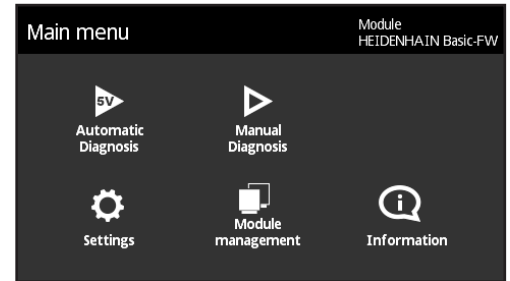 Main menu
Module
HEIDENHAIN Basic-FW
5V
Automatic
Diagnosis
Manual
Diagnosis
Settings
Module
management
Information